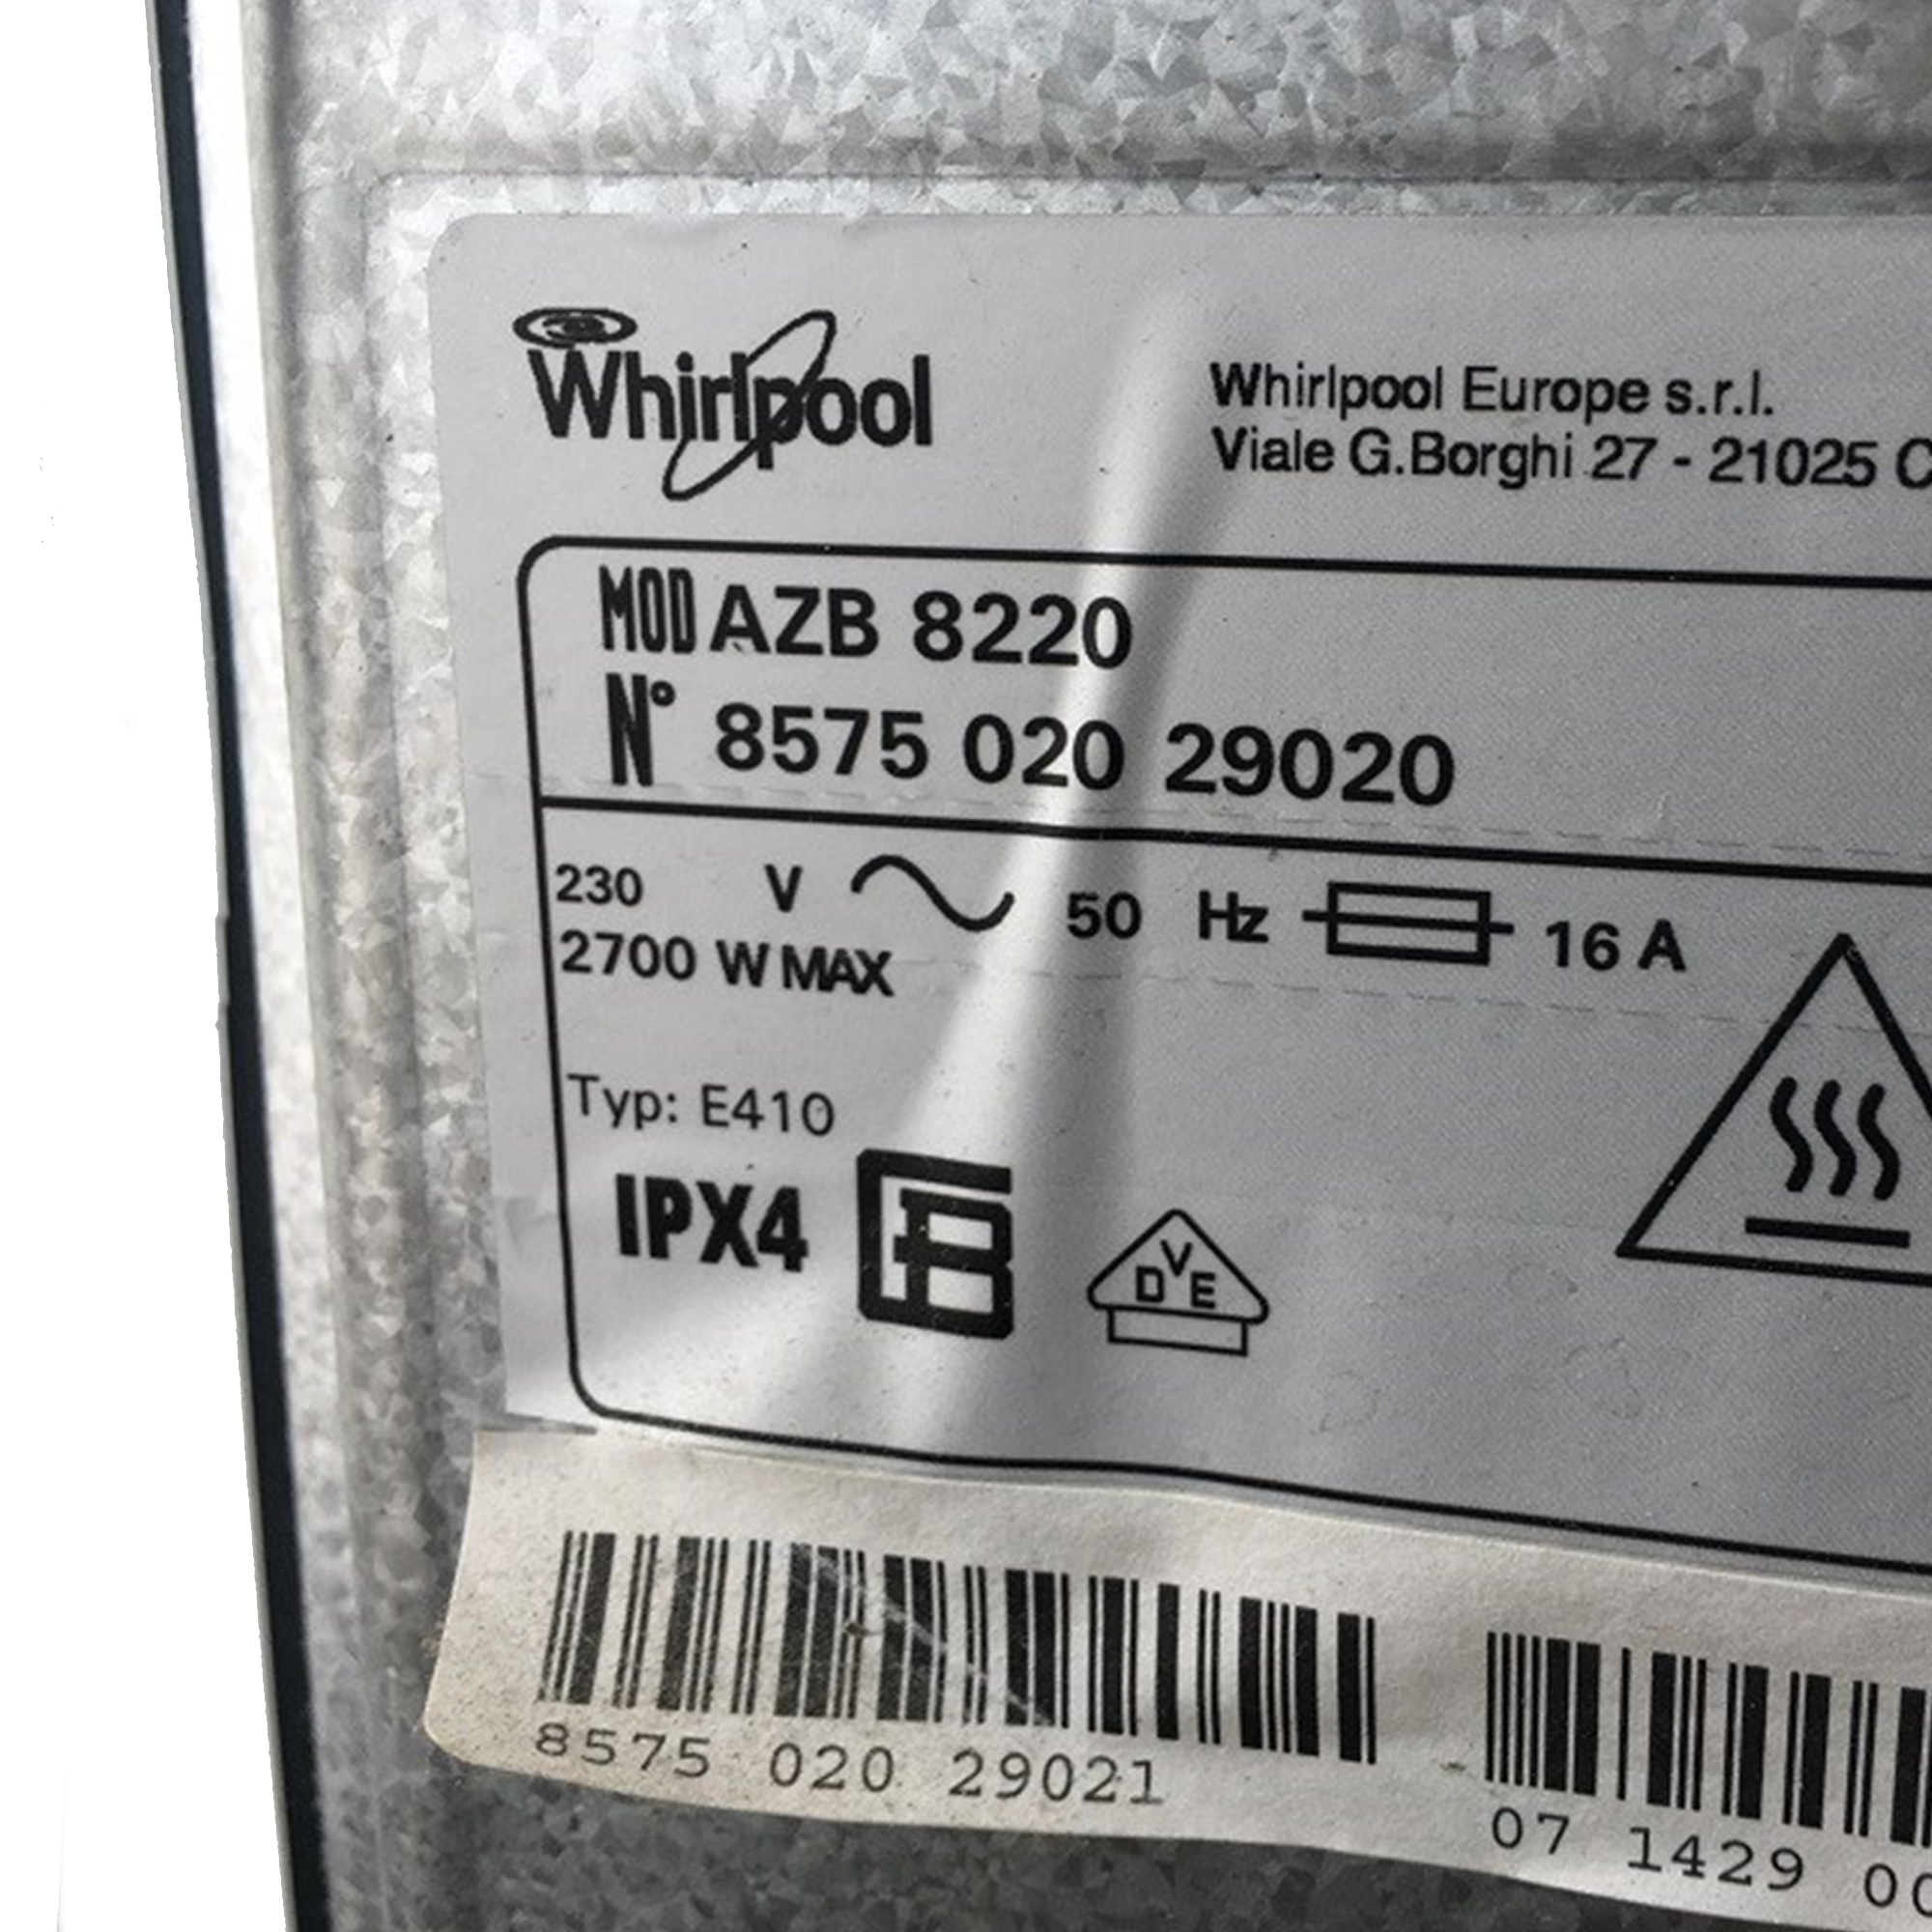 Whirlpool
Whirlpool Europe s.r.l.
Viale G.Borghi 27 - 21025 C
MOD AZB 8220
N° 8575 020 29020
230 V 50 Hz 16 A
2700 W MAX
Typ: E410
IPX4
DVE
8575 020 29021
07 1429 00